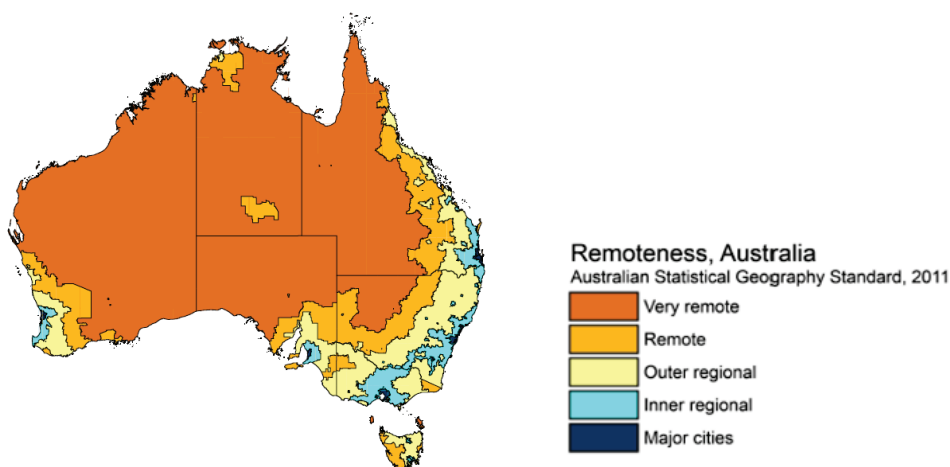 Remoteness, Australia
Australian Statistical Geography Standard, 2011
Very remote
Remote
Outer regional
Inner regional
Major cities